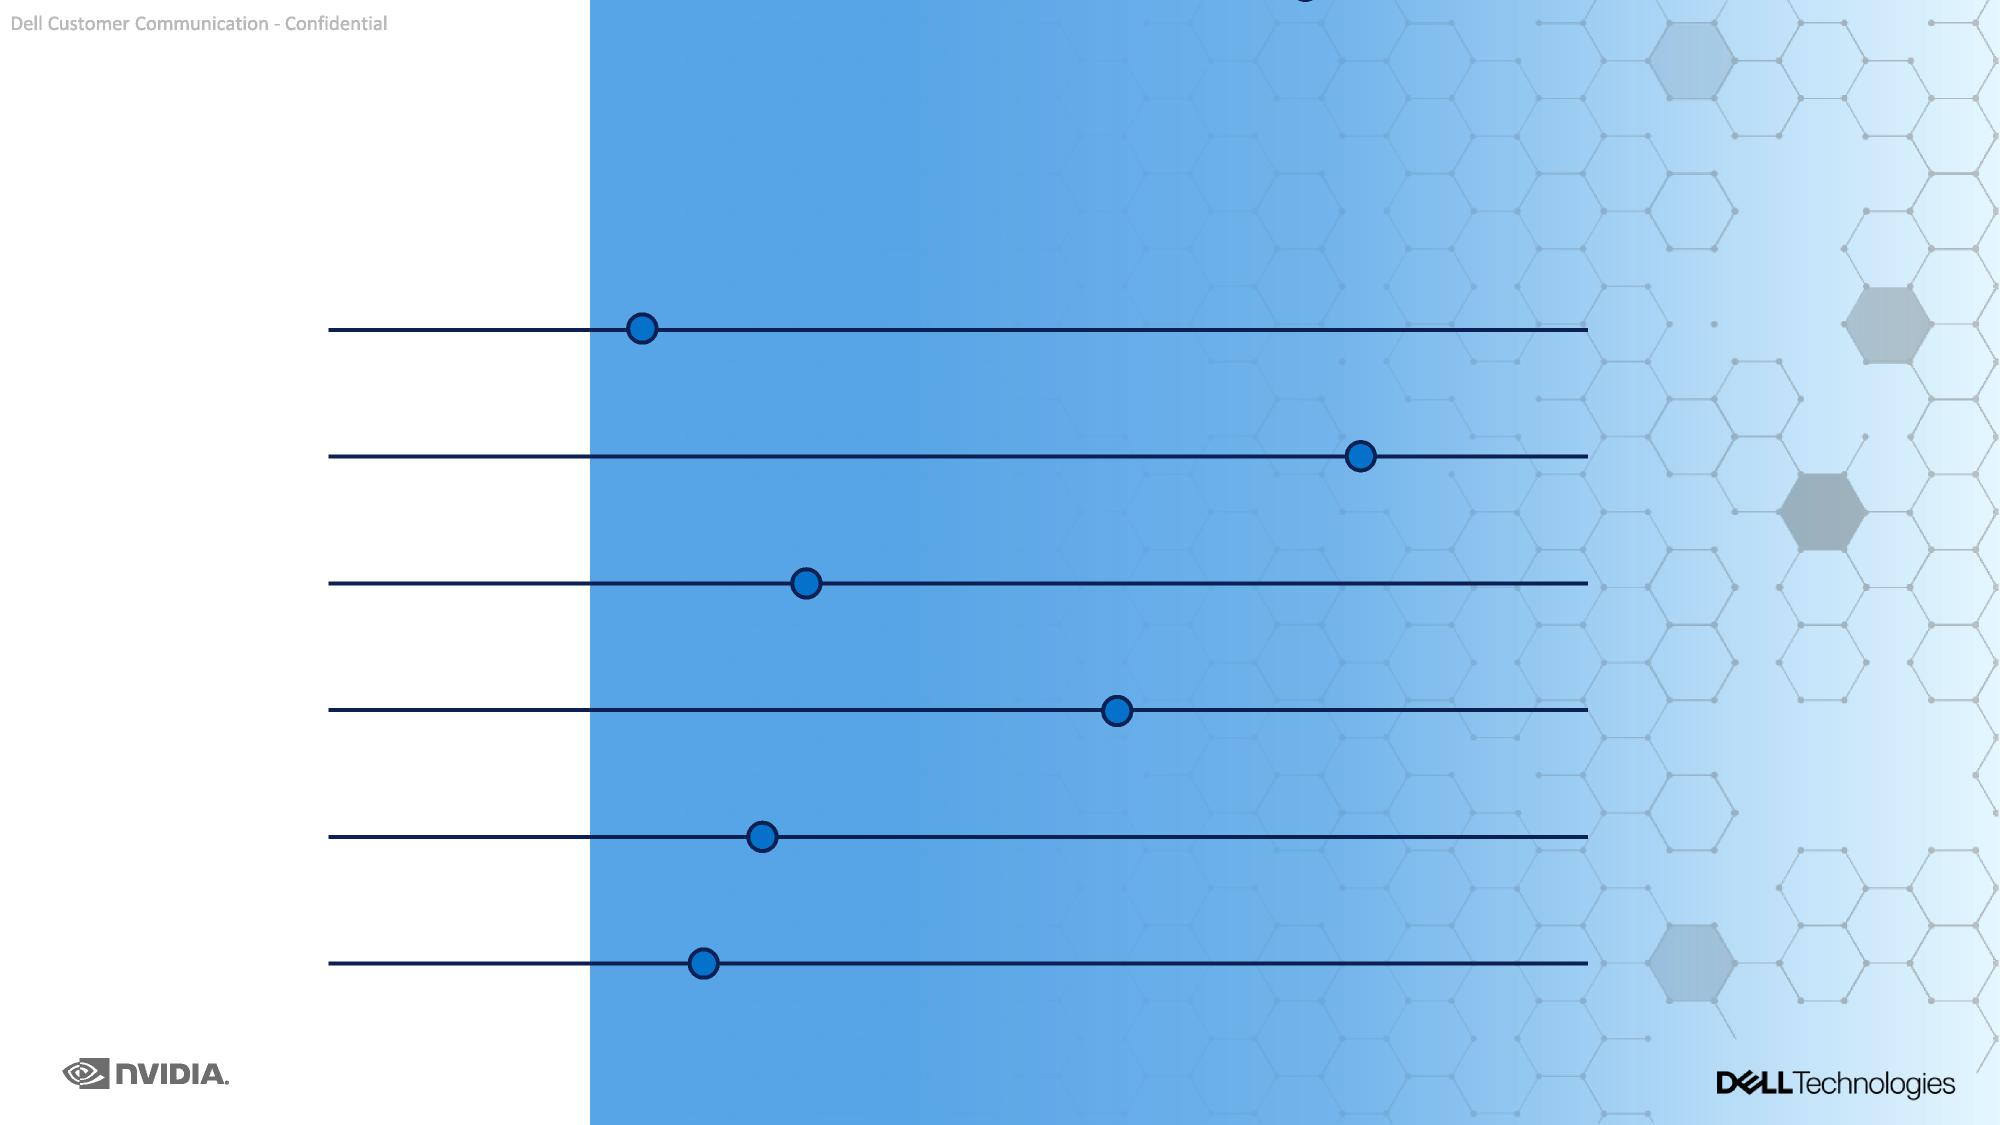 Dell Customer Communication - Confidential
NVIDIA.
DELL Technologies